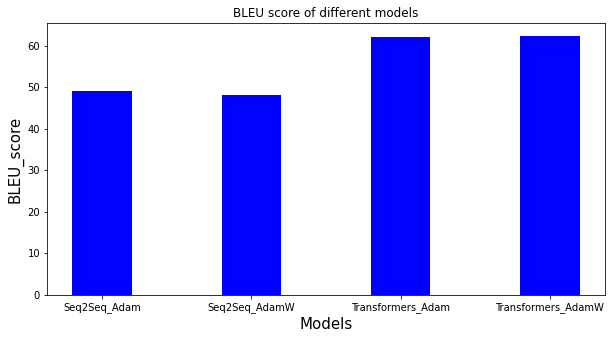 BLEU score of different models
BLEU_score
60
50
40
30
20
10
0
Seq2Seq_Adam Seq2Seq_AdamW Transformers_Adam Transformers_AdamW
Models